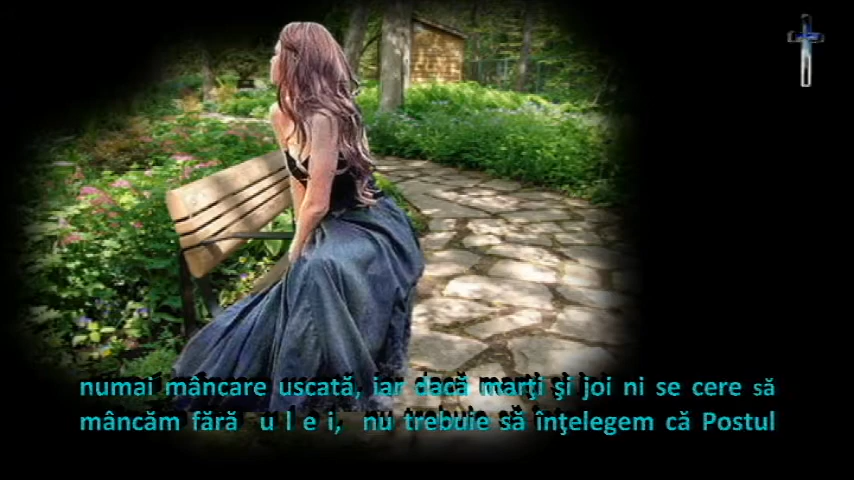 numai mâncare uscată, iar dacă marţi şi joi ni se cere să
mâncăm fără u l e i, nu trebuie să înţelegem că Postul